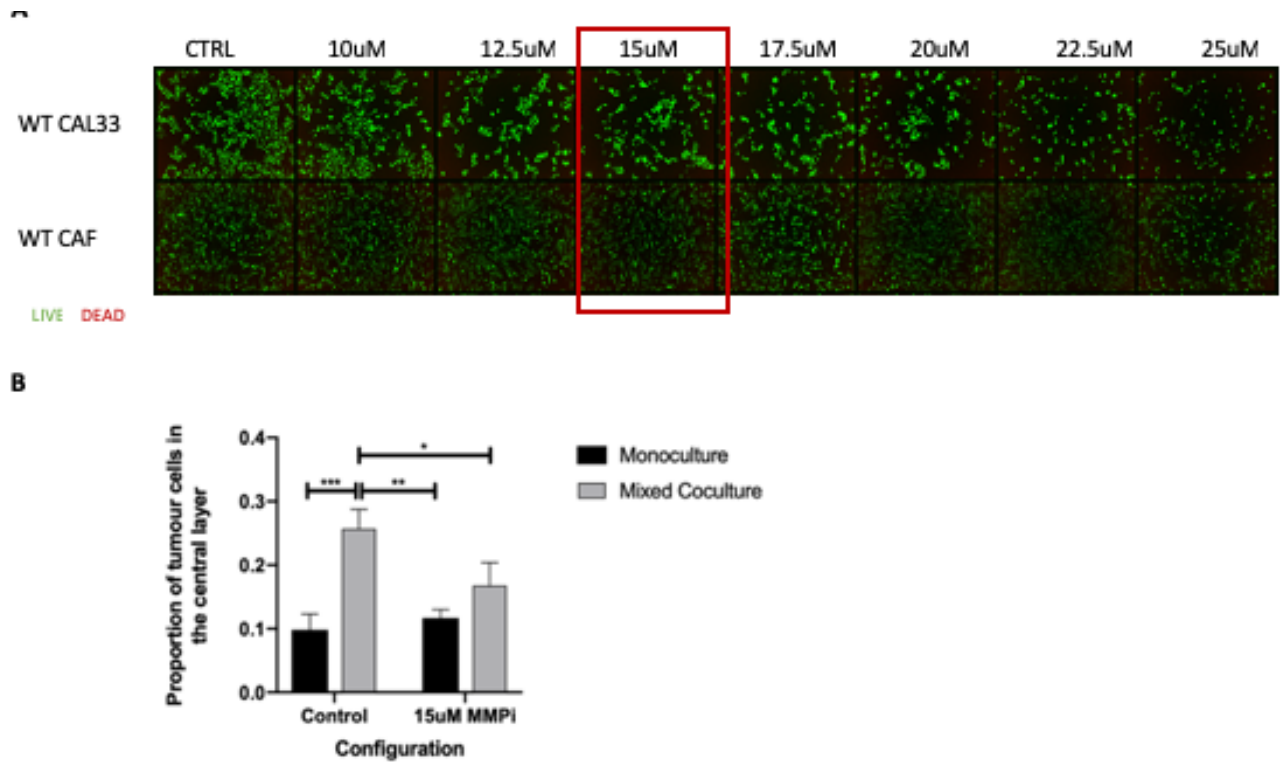 A
CTRL 10uM 12.5uM 15uM 17.5uM 20uM 22.5uM 25uM
WT CAL33
WT CAF
LIVE DEAD
B
Proportion of tumour cells in
the central layer
0.4
0.3
0.2
0.1
0.0
*
*** **
Monoculture
Mixed Coculture
Control 15uM MMPi
Configuration